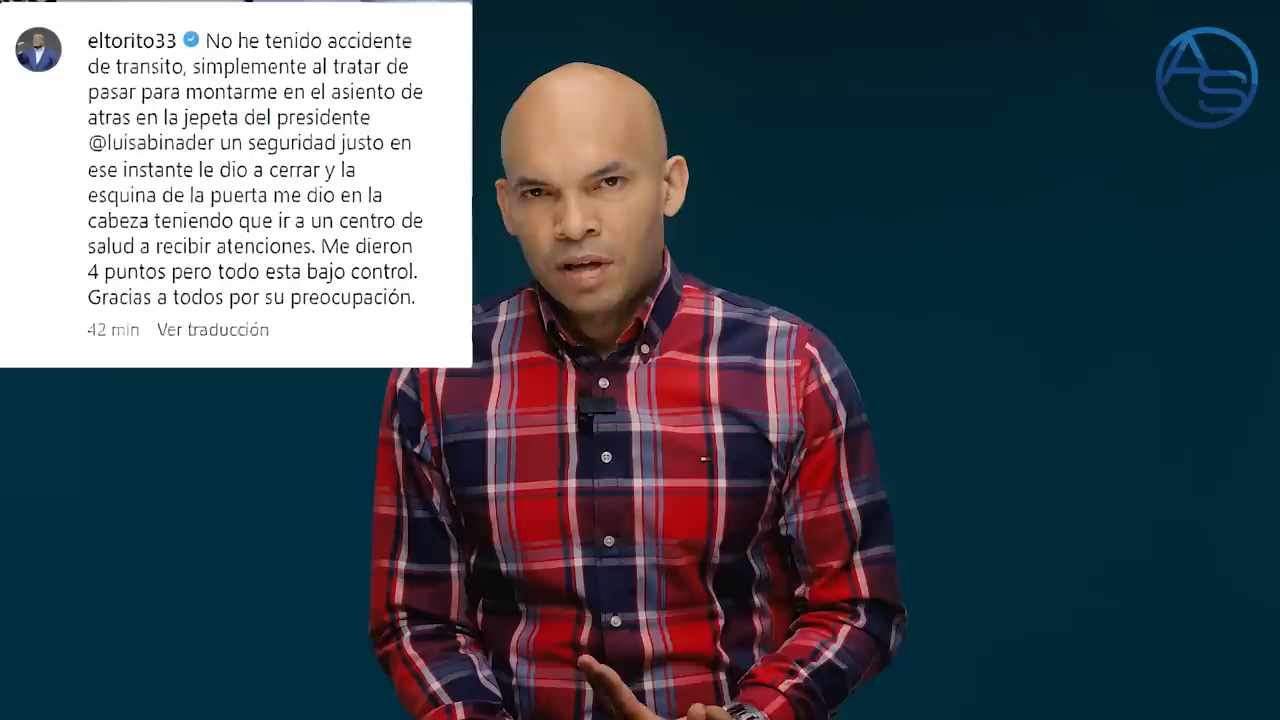 eltorito33 No he tenido accidente
de transito, simplemente al tratar de
pasar para montarme en el asiento de
atras en la jepeta del presidente
@luisabinader un seguridad justo en
ese instante le dio a cerrar y la
esquina de la puerta me dio en la
cabeza teniendo que ir a un centro de
salud a recibir atenciones. Me dieron
4 puntos pero todo esta bajo control.
Gracias a todos por su preocupación.
42 min Ver traducción
AS